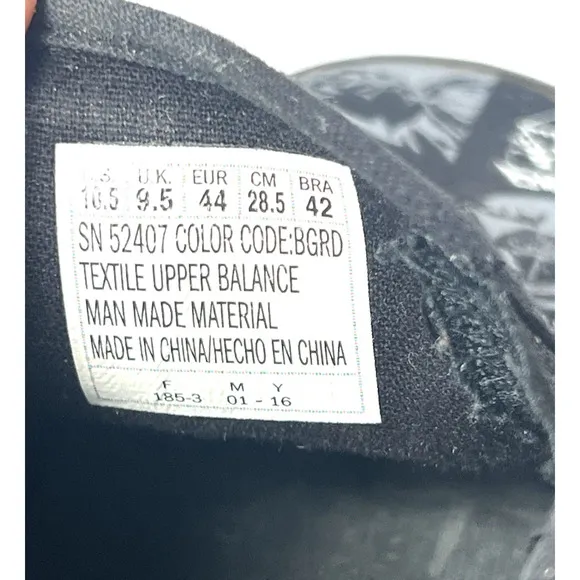 U.S. U.K. EUR CM BRA
10.5 9.5 44 28.5 42
SN 52407 COLOR CODE:BGRD
TEXTILE UPPER BALANCE
MAN MADE MATERIAL
MADE IN CHINA/HECHO EN CHINA
F M Y
185-3 01 - 16